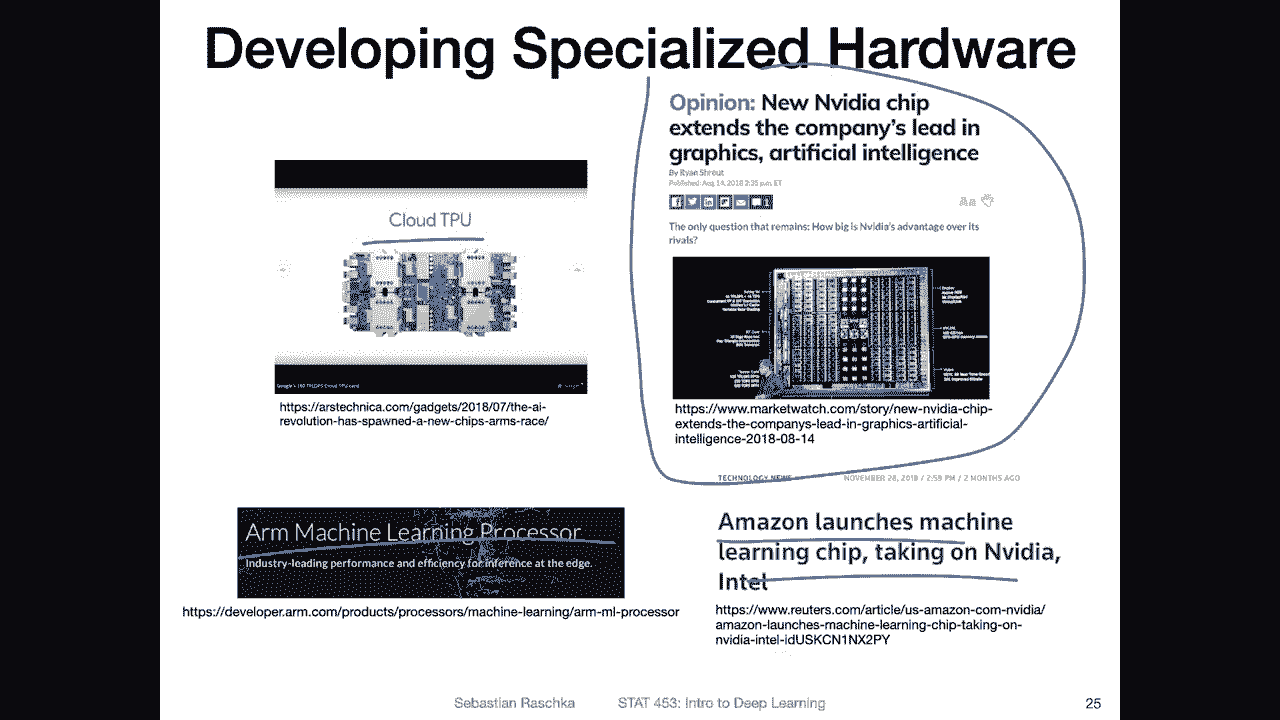 Developing Specialized Hardware
Cloud TPU
https://arstechnica.com/gadgets/2018/07/the-ai-
revolution-has-spawned-a-new-chips-arms-race/
Opinion: New Nvidia chip
extends the company's lead in
graphics, artificial intelligence
By Ryan Shrout
Published: Aug 14, 2018 2:35 p.m. ET
Aa
The only question that remains: How big is Nvidia's advantage over its
rivals?
https://www.marketwatch.com/story/new-nvidia-chip-
extends-the-companys-lead-in-graphics-artificial-
intelligence-2018-08-14
Arm Machine Learning Processor
Industry-leading performance and efficiency for inference at the edge.
https://developer.arm.com/products/processors/machine-learning/arm-ml-processor
TECHNOLOGY NEWS NOVEMBER 28, 2018 / 2:59 PM / 2 MONTHS AGO
Amazon launches machine
learning chip, taking on Nvidia,
Intel
https://www.reuters.com/article/us-amazon-com-nvidia/
amazon-launches-machine-learning-chip-taking-on-
nvidia-intel-idUSKCN1NX2PY
Sebastian Raschka STAT 453: Intro to Deep Learning 25